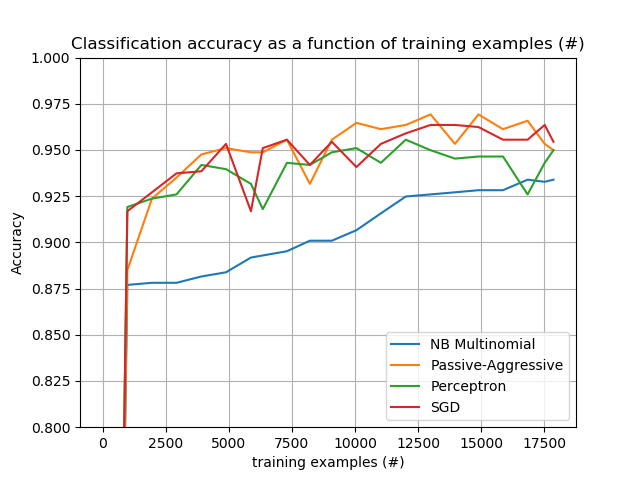 Classification accuracy as a function of training examples (#)
1.000
0.975
0.950
0.925
0.900
0.875
0.850
0.825
0.800
Accuracy
NB Multinomial
Passive-Aggressive
Perceptron
SGD
0 2500 5000 7500 10000 12500 15000 17500
training examples (#)